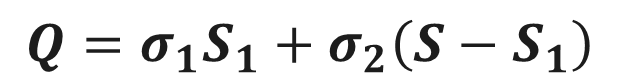 Q = σ₁S₁ + σ₂(S − S₁)